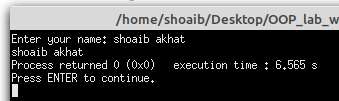 /home/shoaib/Desktop/OOP_lab_w
Enter your name: shoaib akhat
shoaib akhat
Process returned 0 (0x0)   execution time : 6.565 s
Press ENTER to continue.